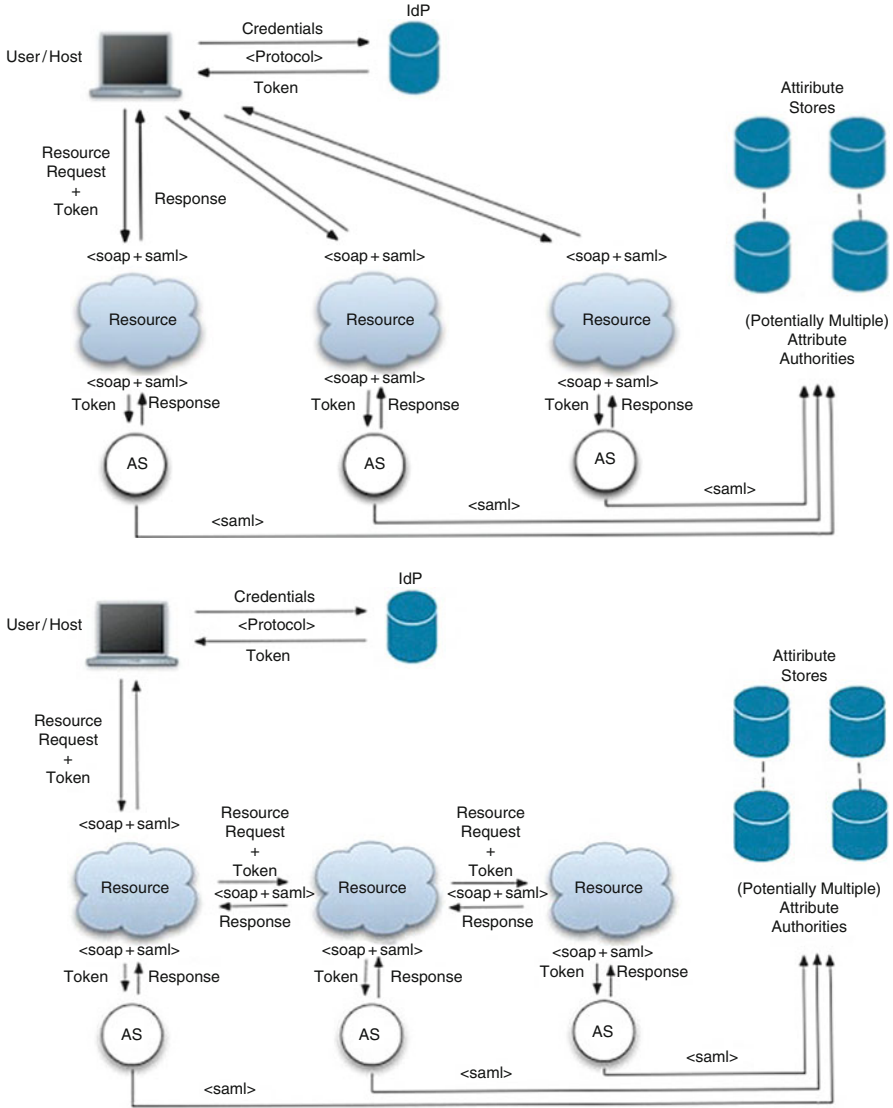 IdP
Credentials
User/Host
<Protocol>
Token
Attiribute
Stores
Resource
Request
+
Token
Response
<soap + saml>
<soap + saml>
<soap + saml>
Resource
Resource
Resource
(Potentially Multiple)
Attribute
Authorities
<soap + saml>
<soap + saml>
<soap + saml>
Token
Response
Token
Response
Token
Response
AS
AS
AS
<saml>
<saml>
<saml>
IdP
Credentials
User/Host
<Protocol>
Token
Attiribute
Stores
Resource
Request
+
Token
<soap + saml>
Resource
Request
+
Token
<soap + saml>
Response
Resource
Request
+
Token
<soap + saml>
Response
Resource
Resource
Resource
(Potentially Multiple)
Attribute
Authorities
<soap + saml>
<soap + saml>
<soap + saml>
Token
Response
Token
Response
Token
Response
AS
AS
AS
<saml>
<saml>
<saml>